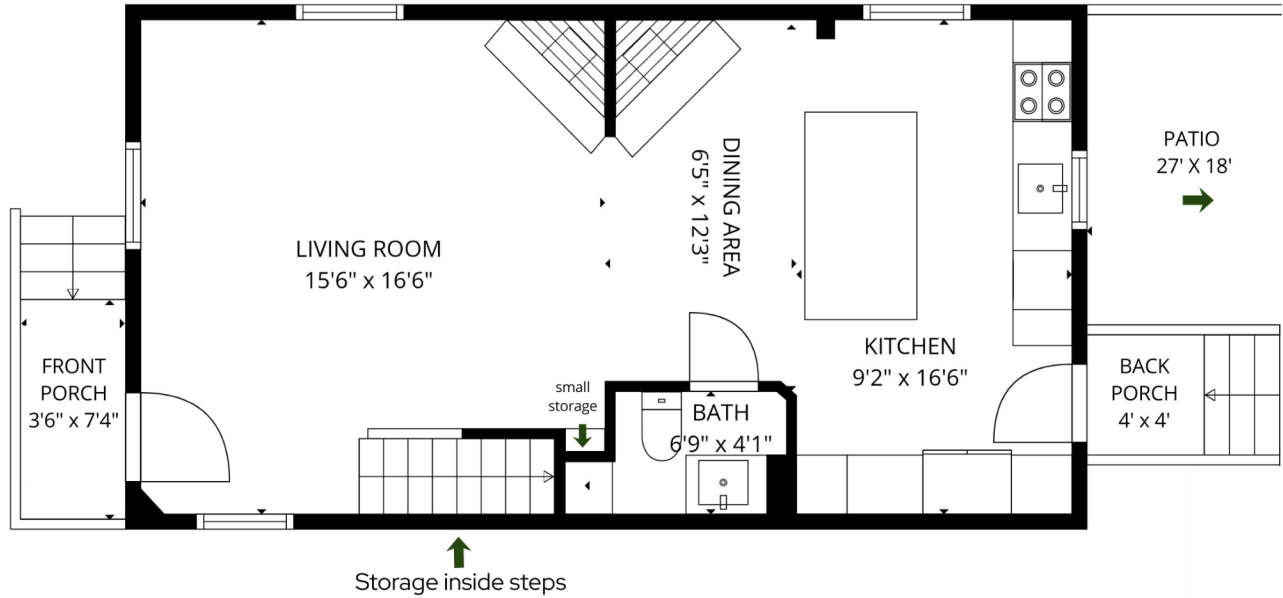 LIVING ROOM
15'6" x 16'6"
DINING AREA
6'5" x 12'3"
KITCHEN
9'2" x 16'6"
PATIO
27' X 18'
FRONT
PORCH
3'6" x 7'4"
small
storage
BATH
6'9" x 4'1"
BACK
PORCH
4' x 4'
Storage inside steps